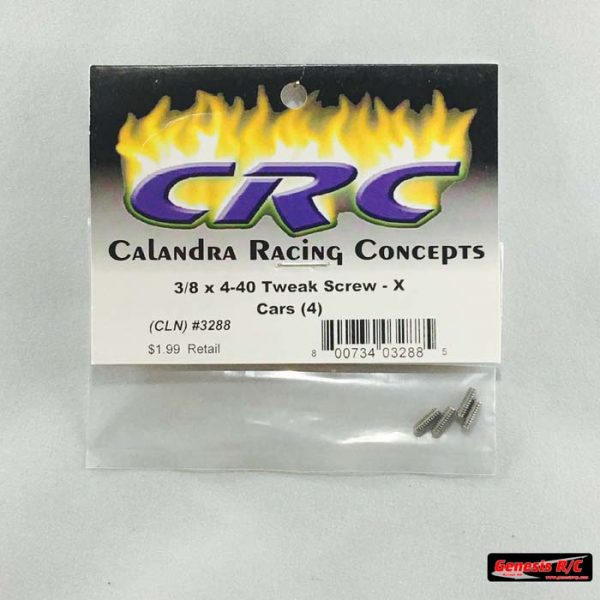 CRC
Calandra Racing Concepts
3/8 x 4-40 Tweak Screw - X
Cars (4)
(CLN) #3288
$1.99 Retail
8 00734 03288 5
Genesis R/C